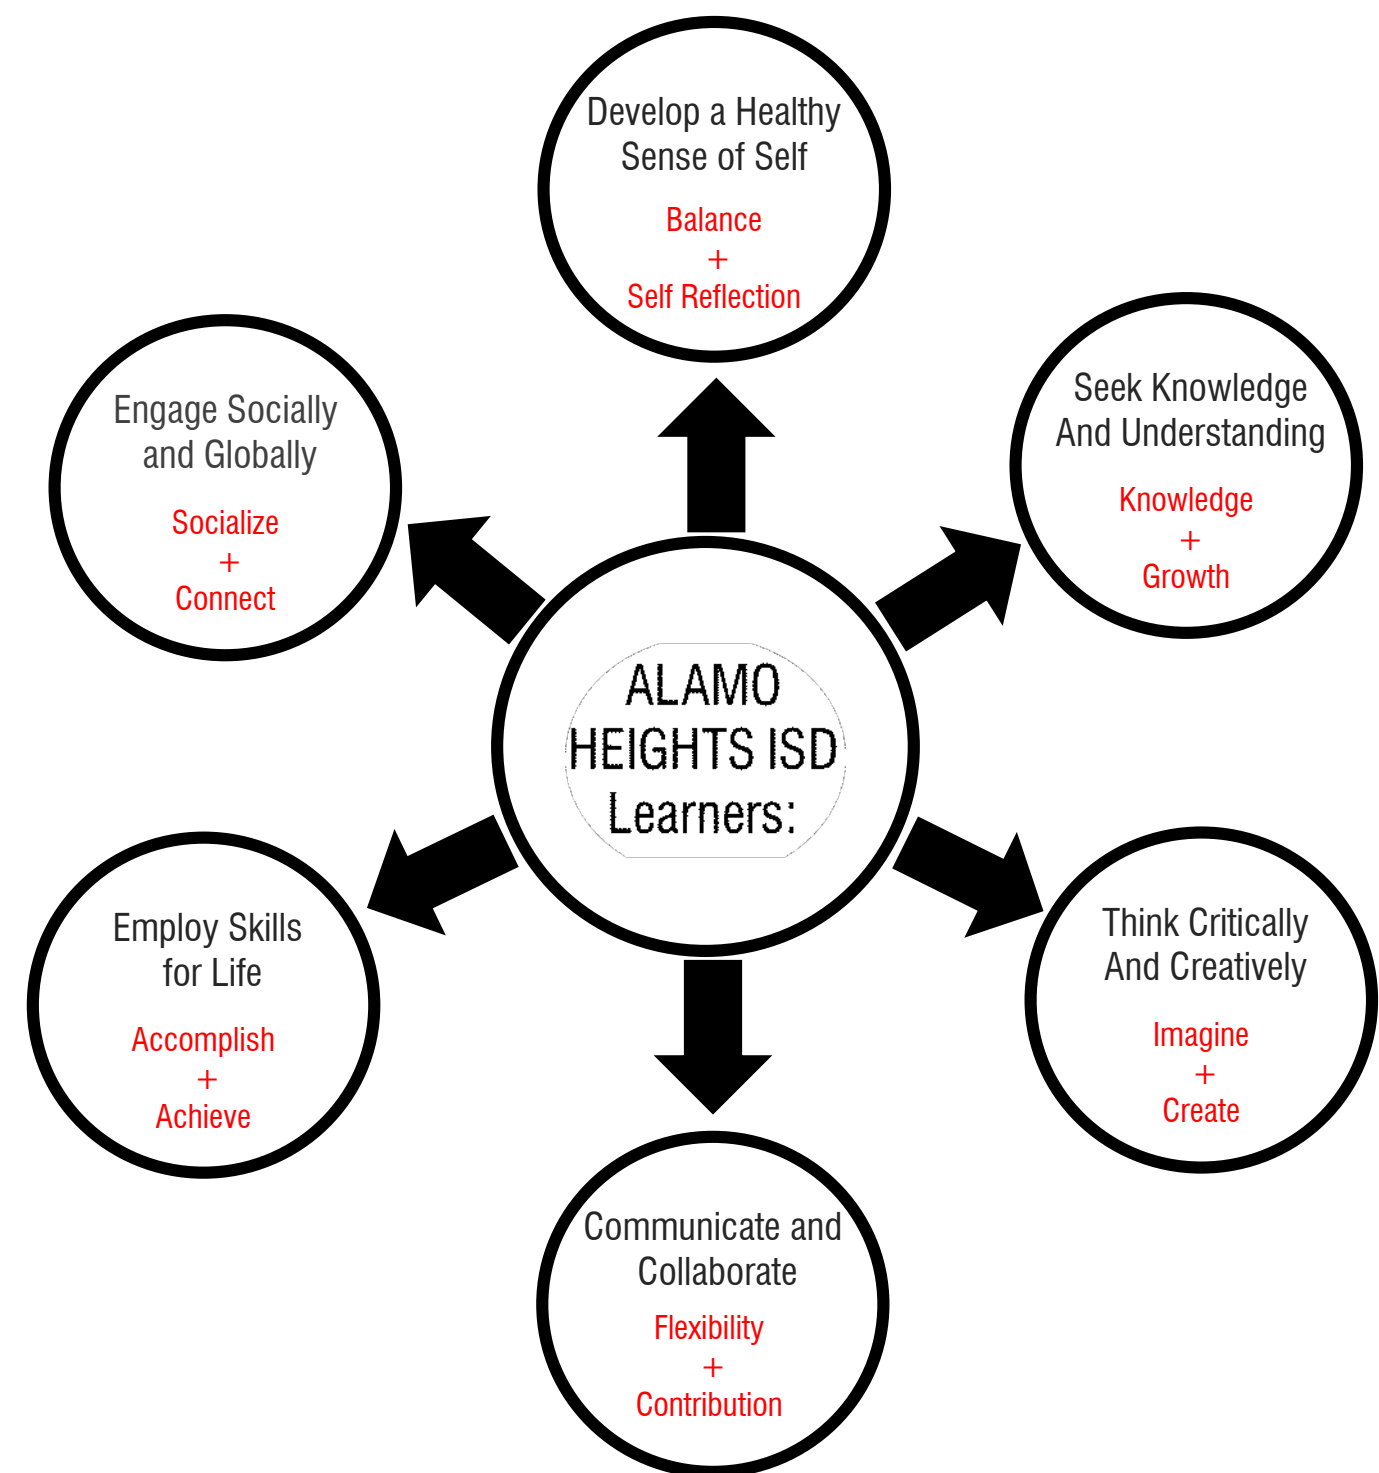 Develop a Healthy
Sense of Self
Balance
+
Self Reflection
Seek Knowledge
And Understanding
Knowledge
+
Growth
Engage Socially
and Globally
Socialize
+
Connect
ALAMO
HEIGHTS ISD
Learners:
Think Critically
And Creatively
Imagine
+
Create
Employ Skills
for Life
Accomplish
+
Achieve
Communicate and
Collaborate
Flexibility
+
Contribution